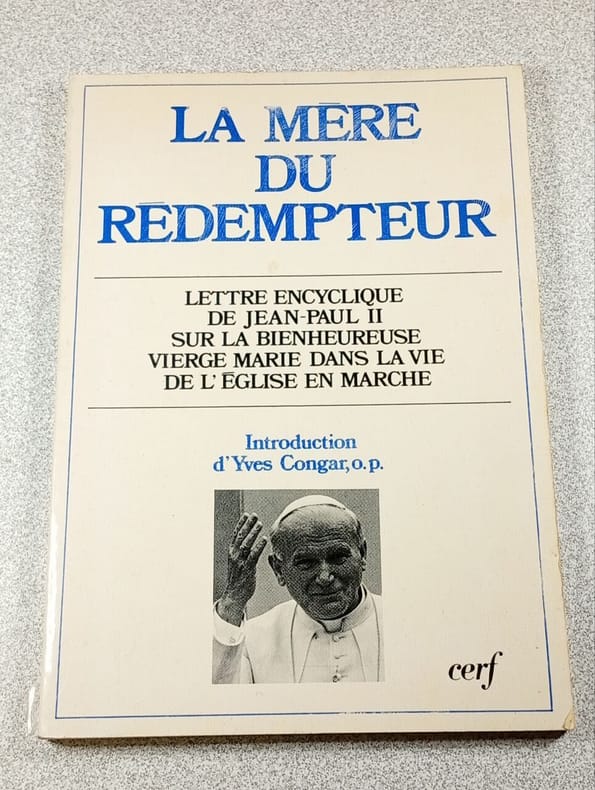 LA MÈRE
DU
RÉDEMPTEUR
LETTRE ENCYCLIQUE
DE JEAN-PAUL II
SUR LA BIENHEUREUSE
VIERGE MARIE DANS LA VIE
DE L'ÉGLISE EN MARCHE
Introduction
d'Yves Congar, o.p.
cerf